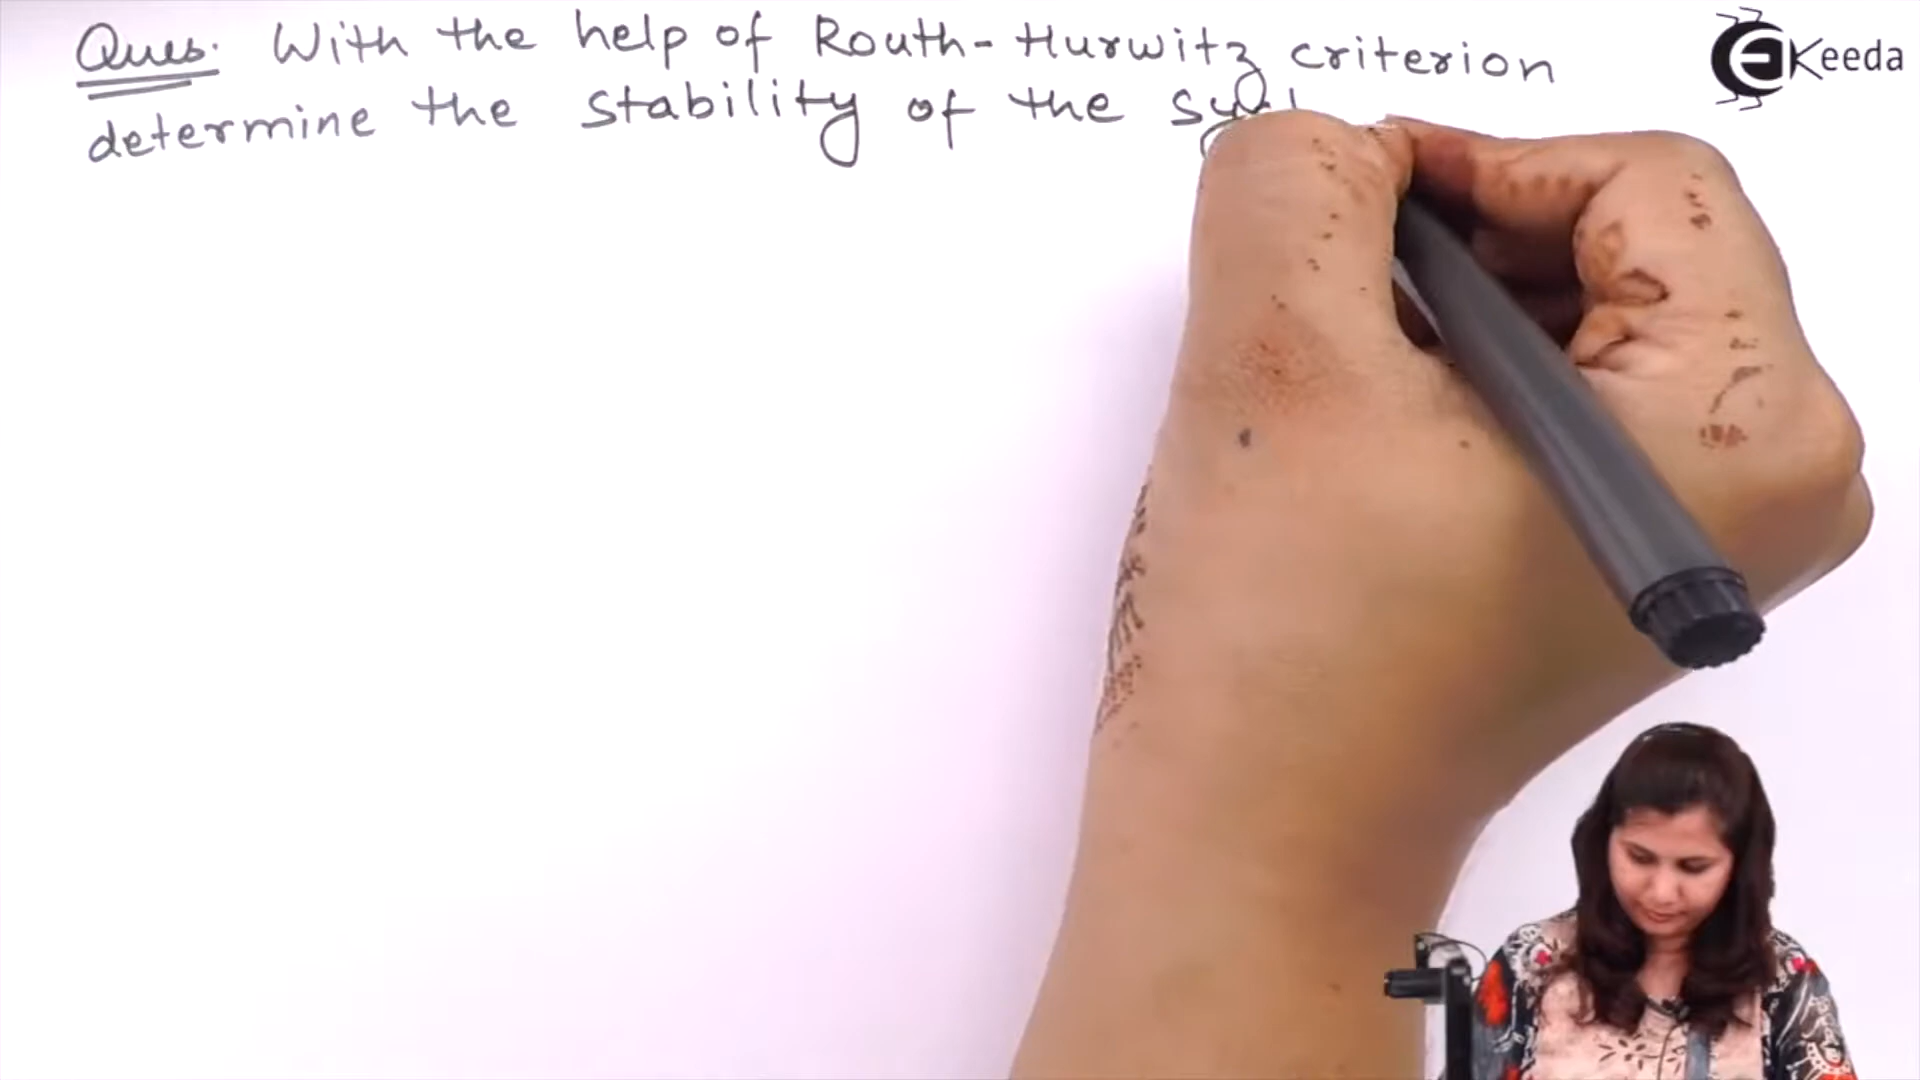 Ques. With the help of Routh-Hurwitz criterion
Keeda
determine the stability of the